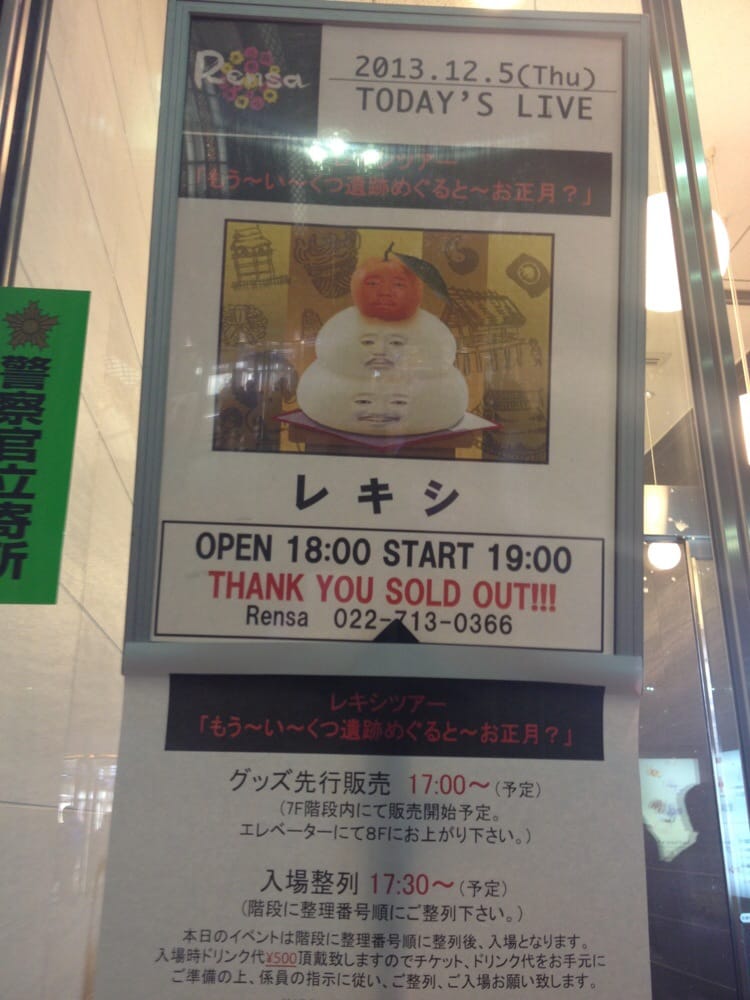 Rensa
2013.12.5(Thu)
TODAY'S LIVE
ツアー
「もう〜い〜くつ遺跡めぐると〜お正月？」
レキシ
OPEN 18:00 START 19:00
THANK YOU SOLD OUT!!!
Rensa 022-713-0366
警察官立寄所
レキシツアー
「もう〜い〜くつ遺跡めぐると〜お正月？」
グッズ先行販売 17:00〜(予定)
(7F階段内にて販売開始予定。
エレベーターにて8Fにお上がり下さい。)
入場整列 17:30〜(予定)
(階段に整理番号順にご整列下さい。)
本日のイベントは階段に整理番号順に整列後、入場となります。
入場時ドリンク代¥500頂戴致しますのでチケット、ドリンク代をお手元に
ご準備の上、係員の指示に従い、ご整列、ご入場お願い致します。